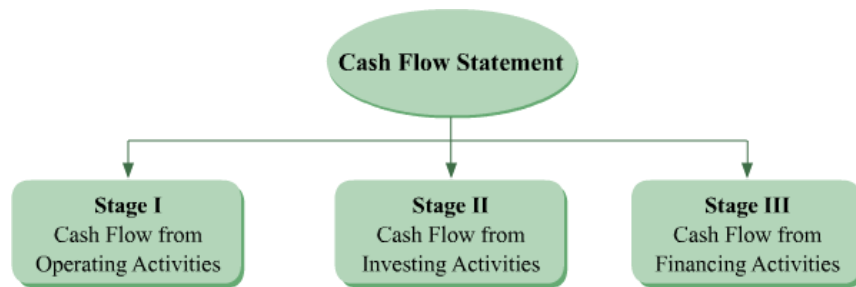 Cash Flow Statement
Stage I
Cash Flow from
Operating Activities
Stage II
Cash Flow from
Investing Activities
Stage III
Cash Flow from
Financing Activities